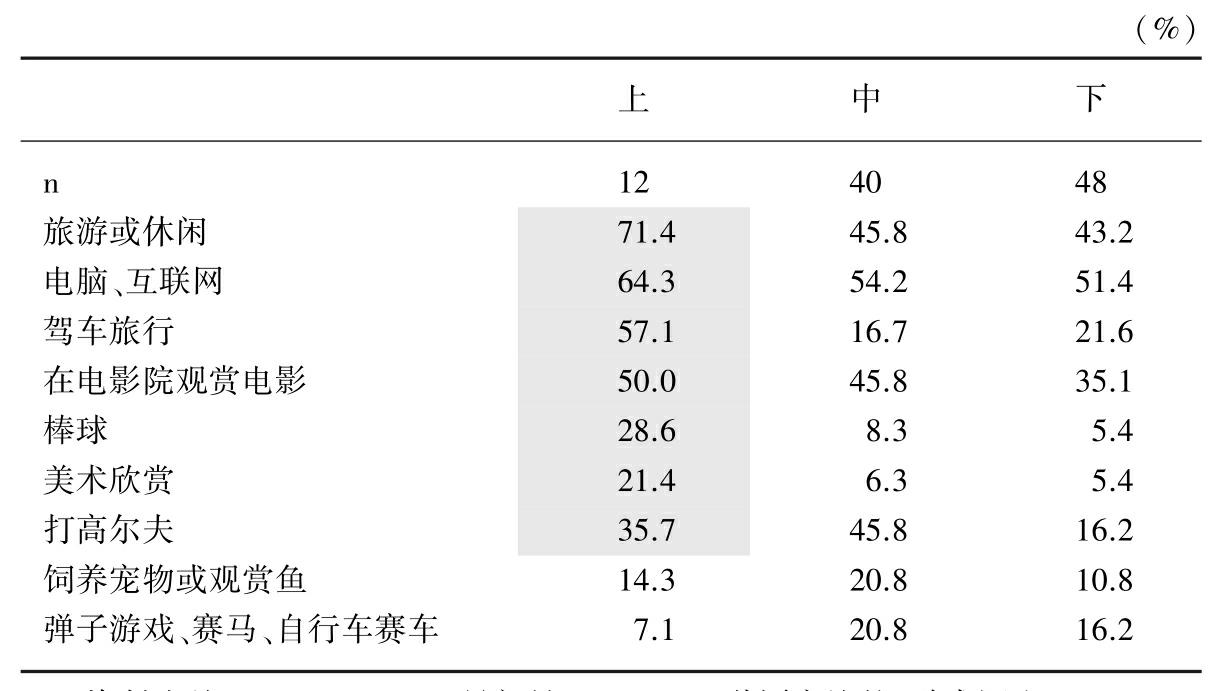 (%)
上 中 下
n 12 40 48
旅游或休闲 71.4 45.8 43.2
电脑、互联网 64.3 54.2 51.4
驾车旅行 57.1 16.7 21.6
在电影院观赏电影 50.0 45.8 35.1
棒球 28.6 8.3 5.4
美术欣赏 21.4 6.3 5.4
打高尔夫 35.7 45.8 16.2
饲养宠物或观赏鱼 14.3 20.8 10.8
弹子游戏、赛马、自行车赛车 7.1 20.8 16.2